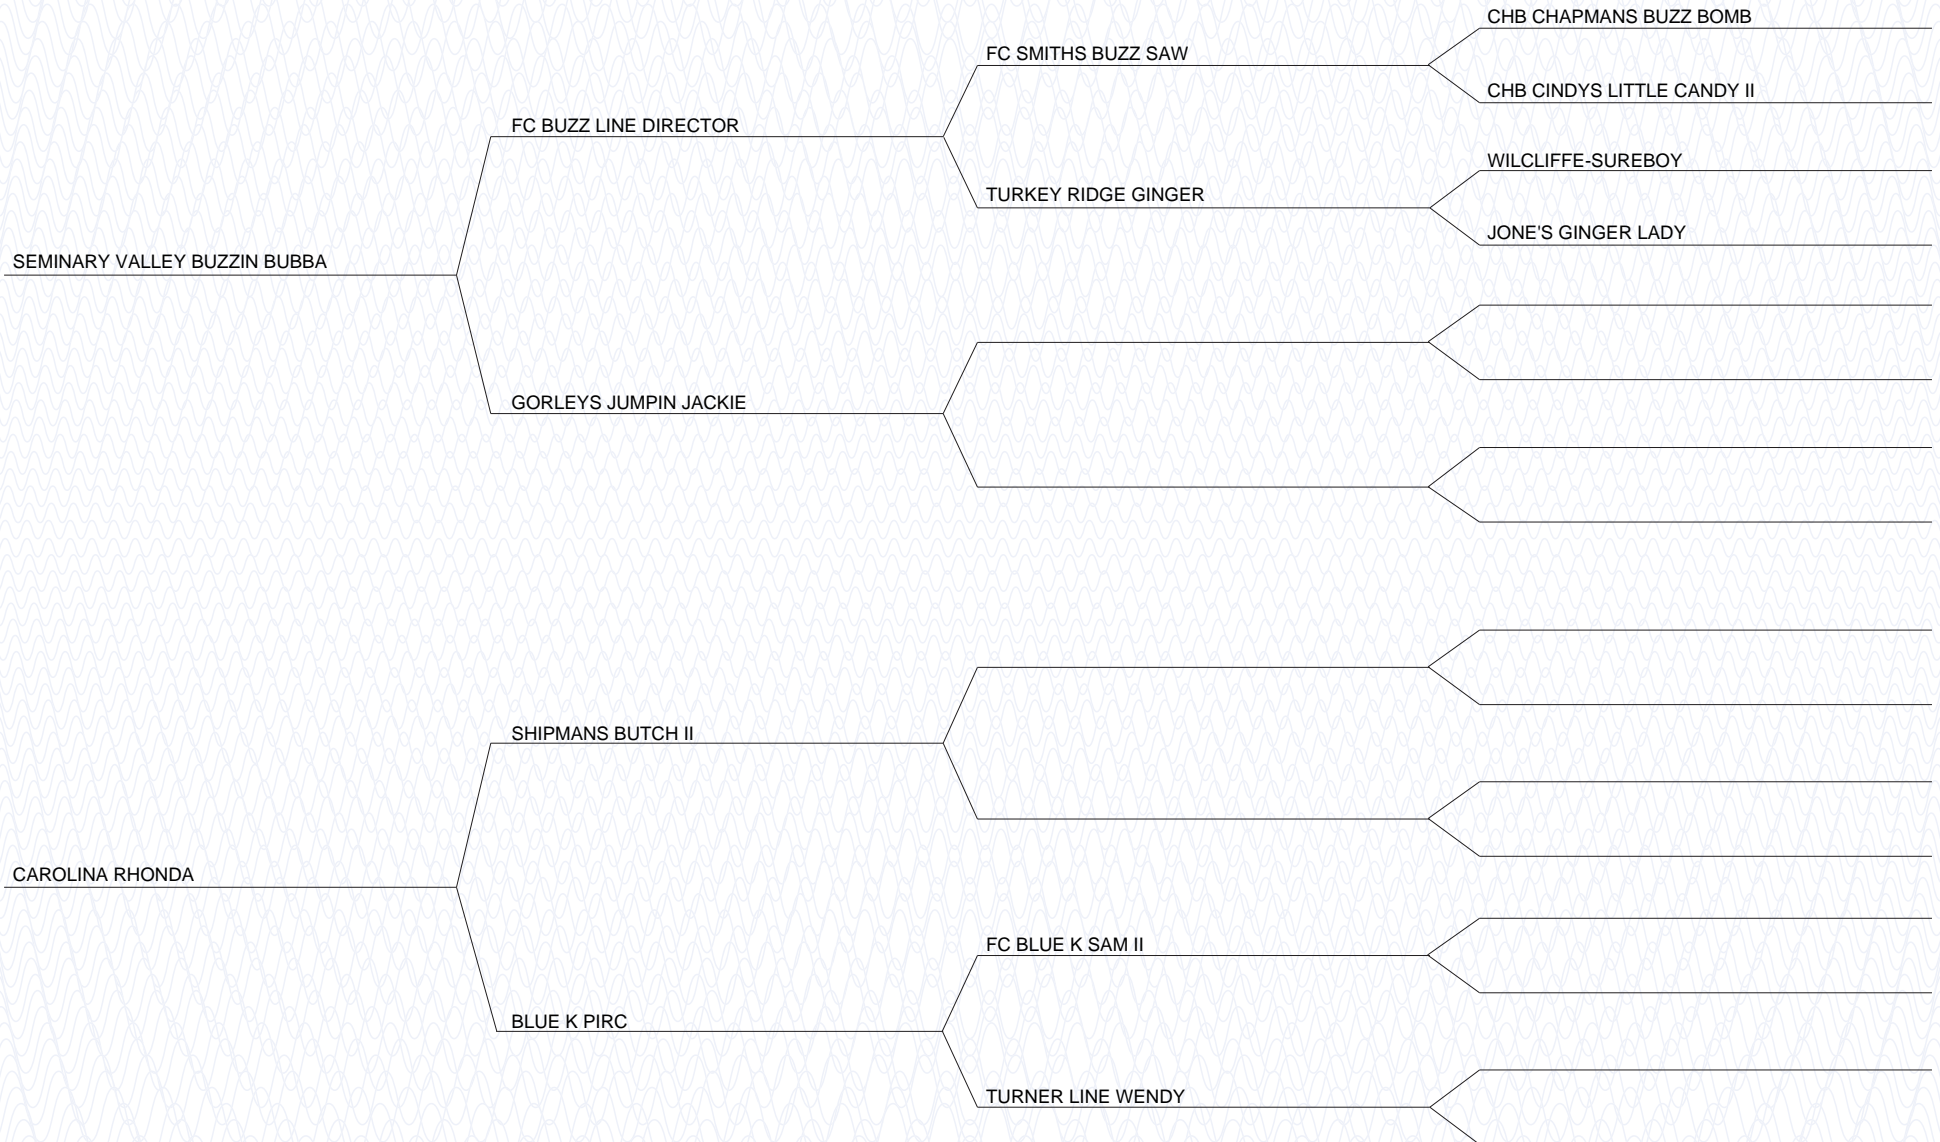 CHB CHAPMANS BUZZ BOMB
FC SMITHS BUZZ SAW
CHB CINDYS LITTLE CANDY II
FC BUZZ LINE DIRECTOR
WILCLIFFE-SUREBOY
TURKEY RIDGE GINGER
JONE'S GINGER LADY
SEMINARY VALLEY BUZZIN BUBBA
GORLEYS JUMPIN JACKIE
SHIPMANS BUTCH II
CAROLINA RHONDA
FC BLUE K SAM II
BLUE K PIRC
TURNER LINE WENDY